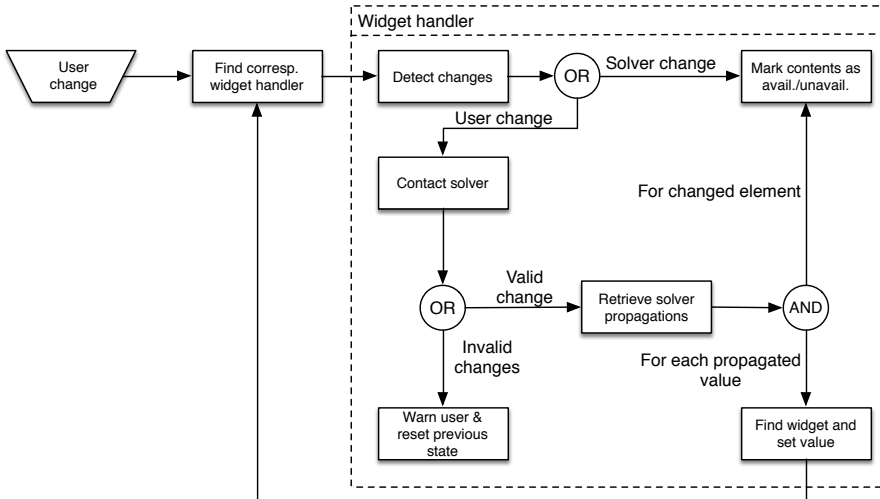 Widget handler
User
change
Find corresp.
widget handler
Detect changes
OR
Solver change
Mark contents as
avail./unavail.
User change
Contact solver
For changed element
OR
Valid
change
Retrieve solver
propagations
AND
Invalid
changes
For each propagated
value
Warn user &
reset previous
state
Find widget and
set value